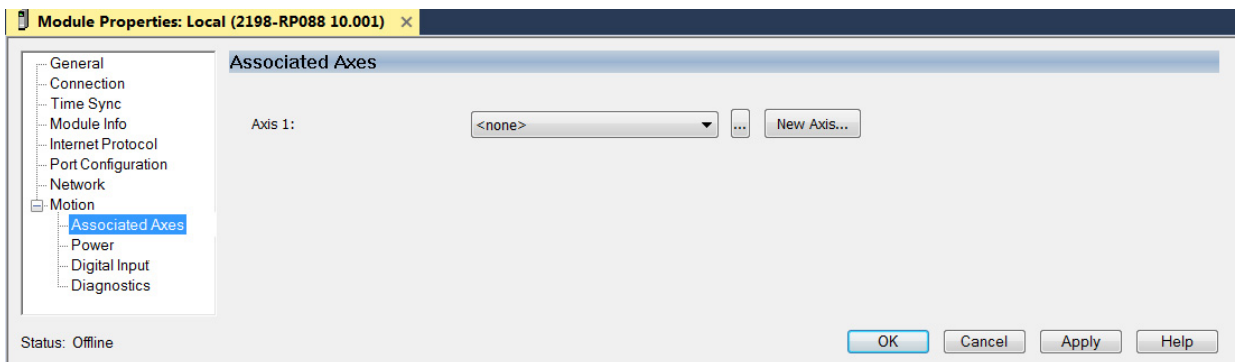 Module Properties: Local (2198-RP088 10.001) ×
General
Connection
Time Sync
Module Info
Internet Protocol
Port Configuration
Network
Motion
Associated Axes
Power
Digital Input
Diagnostics
Associated Axes
Axis 1: <none> ... New Axis...
Status: Offline
OK Cancel Apply Help